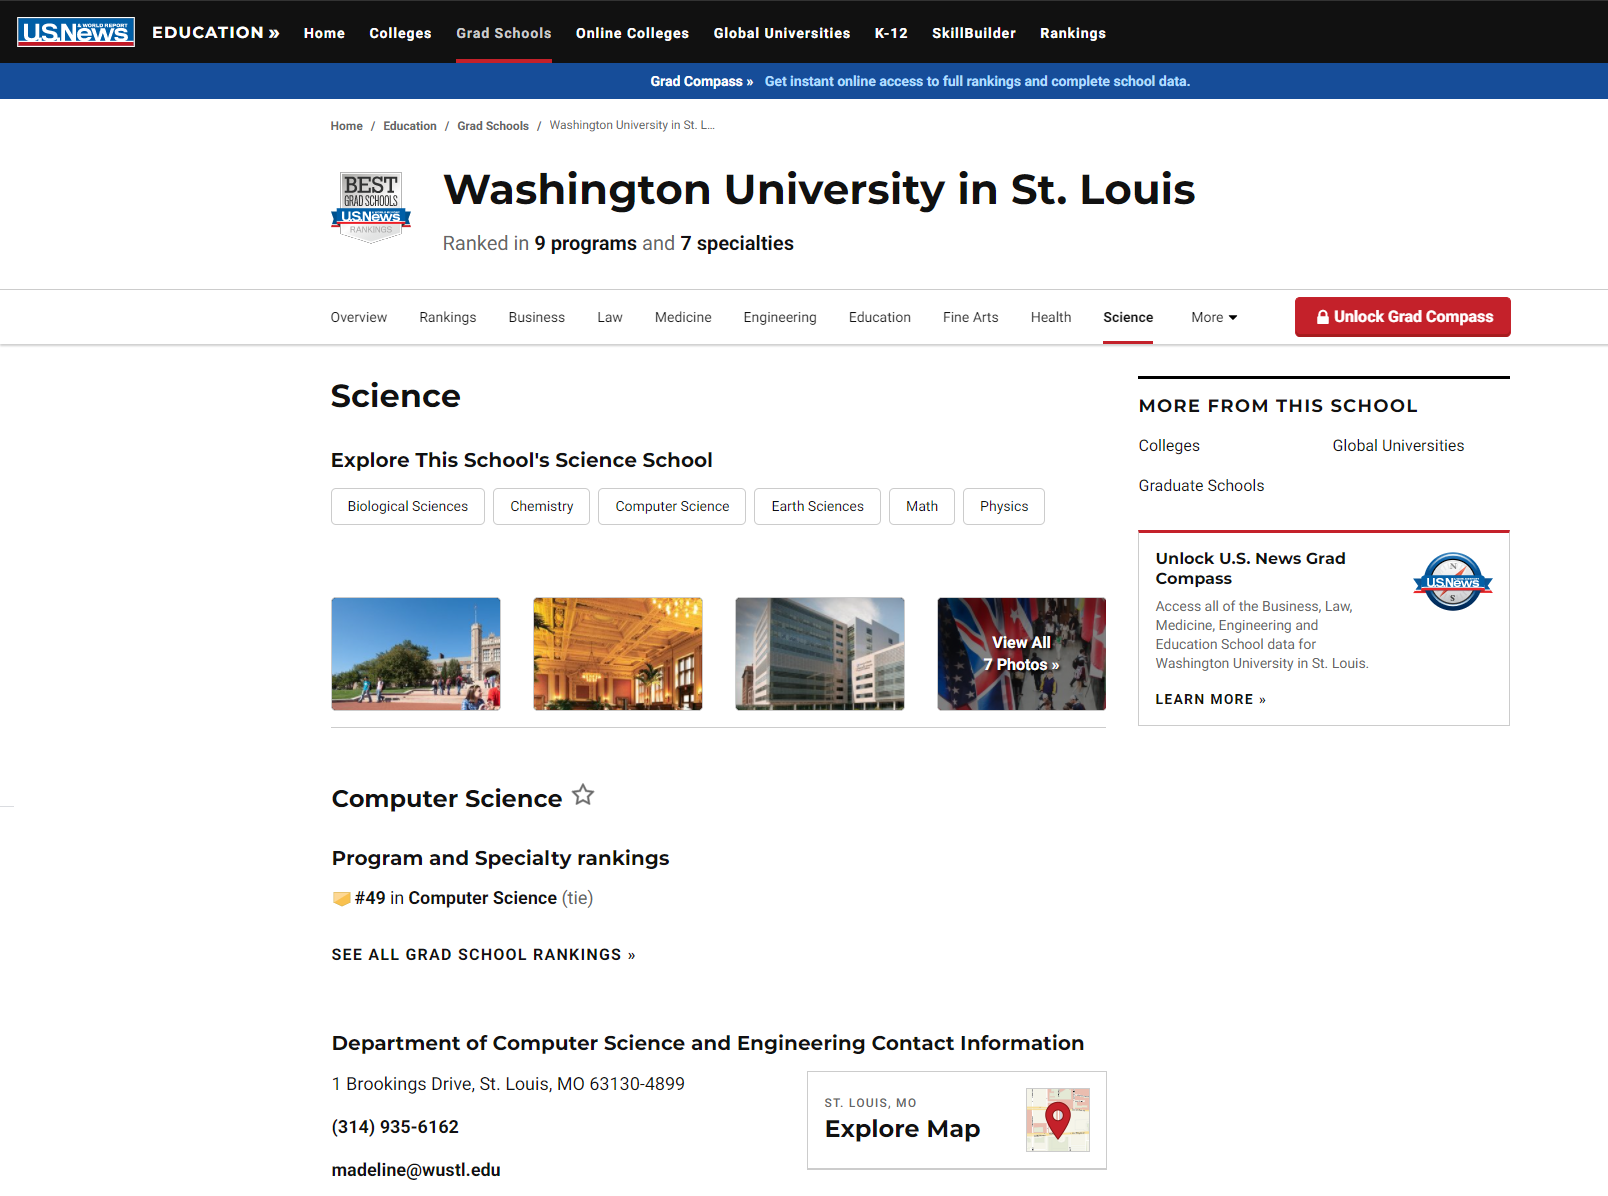 U.S.News & WORLD REPORT EDUCATION » Home Colleges Grad Schools Online Colleges Global Universities K-12 SkillBuilder Rankings
Grad Compass » Get instant online access to full rankings and complete school data.
Home / Education / Grad Schools / Washington University in St. L...
BEST
GRAD SCHOOLS
U.S.News
RANKINGS
Washington University in St. Louis
Ranked in 9 programs and 7 specialties
Overview Rankings Business Law Medicine Engineering Education Fine Arts Health Science More Unlock Grad Compass
Science
Explore This School's Science School
Biological Sciences Chemistry Computer Science Earth Sciences Math Physics
View All
7 Photos »
Computer Science
Program and Specialty rankings
#49 in Computer Science (tie)
SEE ALL GRAD SCHOOL RANKINGS »
Department of Computer Science and Engineering Contact Information
1 Brookings Drive, St. Louis, MO 63130-4899
(314) 935-6162
madeline@wustl.edu
ST. LOUIS, MO
Explore Map
MORE FROM THIS SCHOOL
Colleges Global Universities
Graduate Schools
Unlock U.S. News Grad
Compass
Access all of the Business, Law,
Medicine, Engineering and
Education School data for
Washington University in St. Louis.
LEARN MORE »
N
U.S.News
S